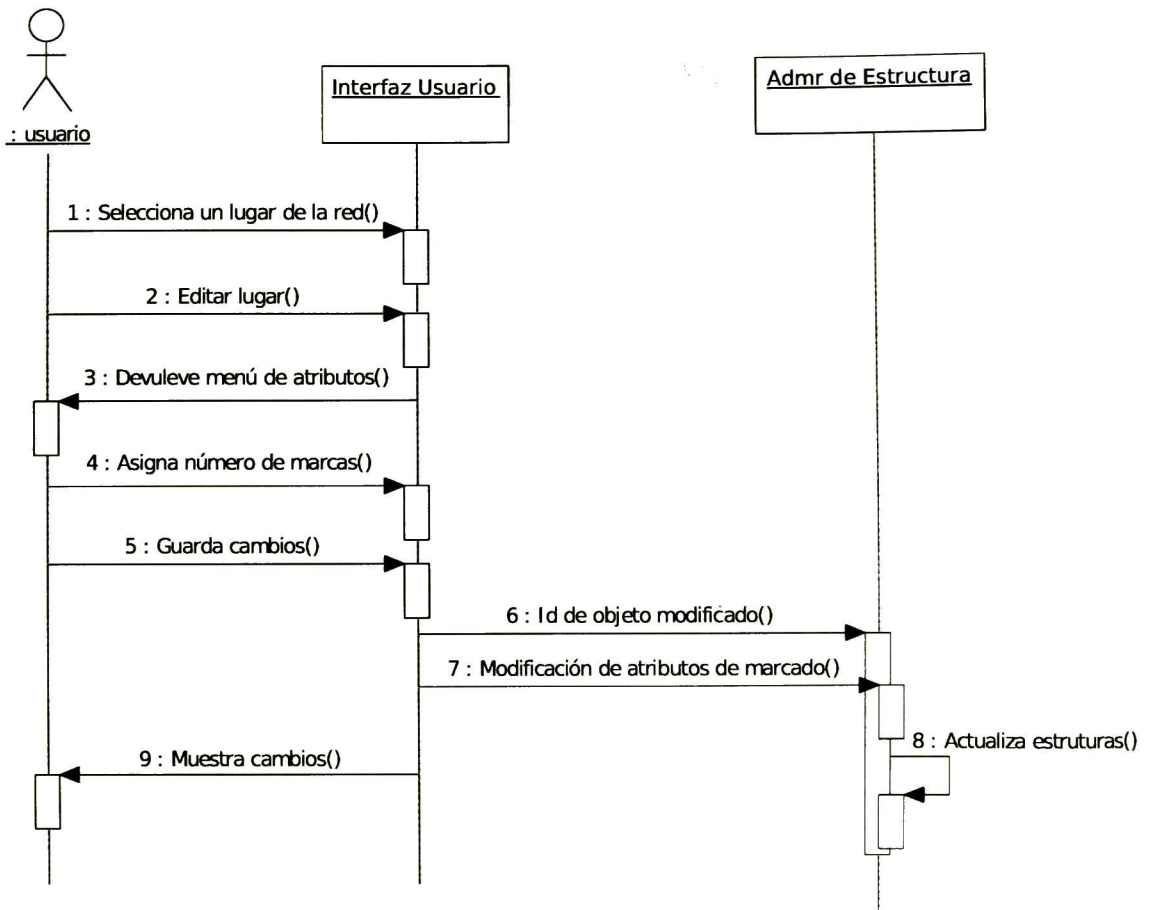 : usuario
Interfaz Usuario
Admr de Estructura
1 : Selecciona un lugar de la red()
2 : Editar lugar()
3 : Devuleve menú de atributos()
4 : Asigna número de marcas()
5 : Guarda cambios()
6 : Id de objeto modificado()
7 : Modificación de atributos de marcado()
8 : Actualiza estruturas()
9 : Muestra cambios()